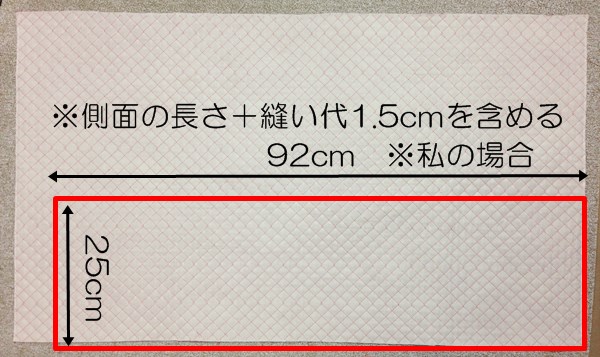 ※側面の長さ＋縫い代1.5cmを含める
92cm　※私の場合
25cm